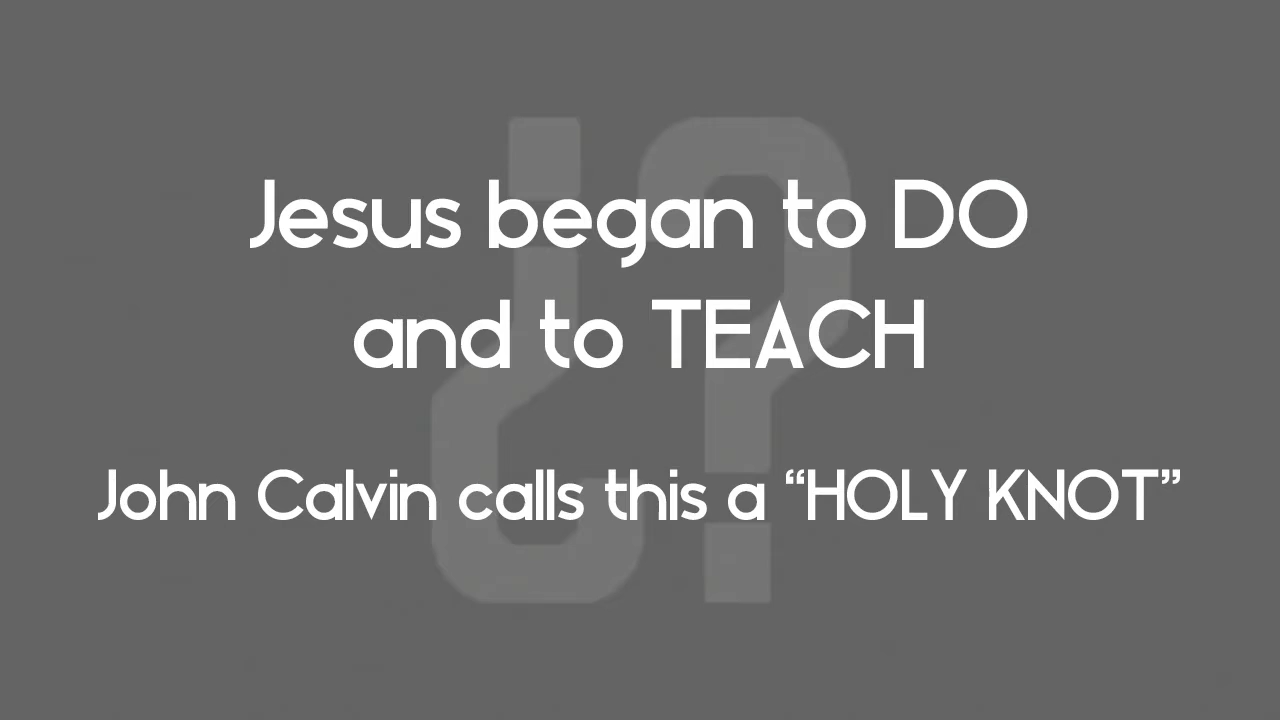 Jesus began to DO
and to TEACH
John Calvin calls this a “HOLY KNOT”
¿?